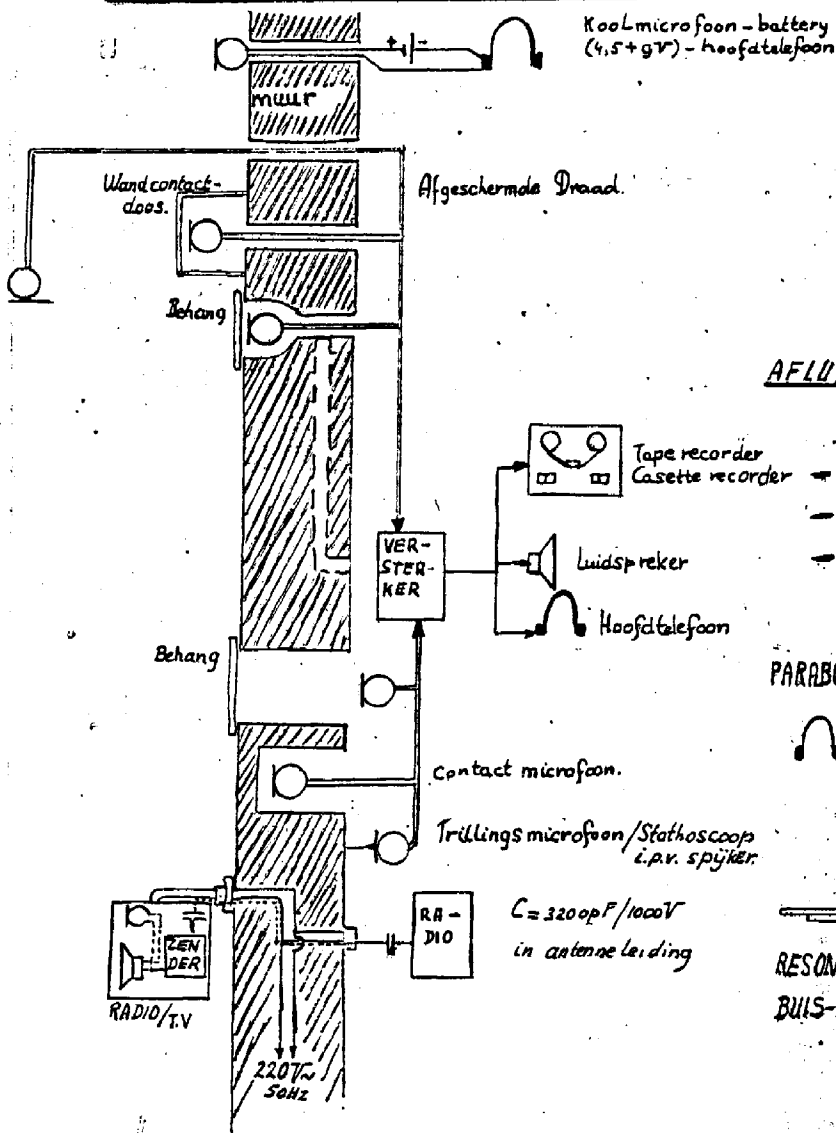 Koolmicrofoon - battery
(4,5+9V) - hoofdtelefoon
+ -
muur
Wandcontact-
doos.
Afgeschermde Draad.
Behang
AFLU
Tape recorder
Casette recorder
VER-
STER-
KER
Luidspreker
Hoofdtelefoon
Behang
PARAB
Contact microfoon.
Trillings microfoon/Stathoscoop
i.p.v. spijker.
RA-
DIO
C = 3200pF/1000V
in antenne leiding
ZEN
DER
RADIO/T.V
RESON
BUIS-
220V~
50Hz